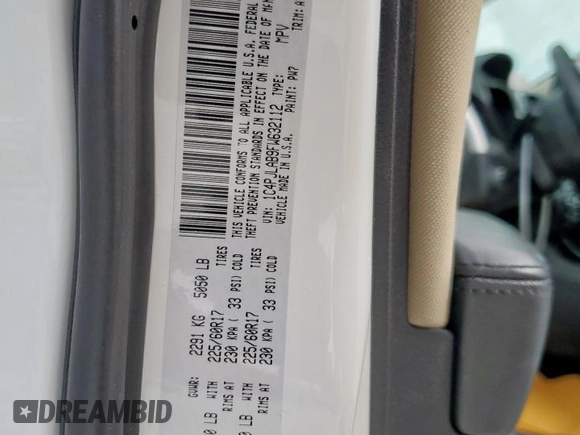 GVWR: 2291 KG 5050 LB
LB WITH 225/60R17 TIRES
RIMS AT 230 KPA ( 33 PSI) COLD
LB WITH 225/60R17 TIRES
RIMS AT 230 KPA ( 33 PSI) COLD
THIS VEHICLE CONFORMS TO ALL APPLICABLE U.S.A. FEDERAL
THEFT PREVENTION STANDARDS IN EFFECT ON THE DATE OF
VIN: 1C4PJLAB9FW632112 TYPE: MPV
VEHICLE MADE IN U.S.A. PAINT: PW7 TRIM:
DREAMBID